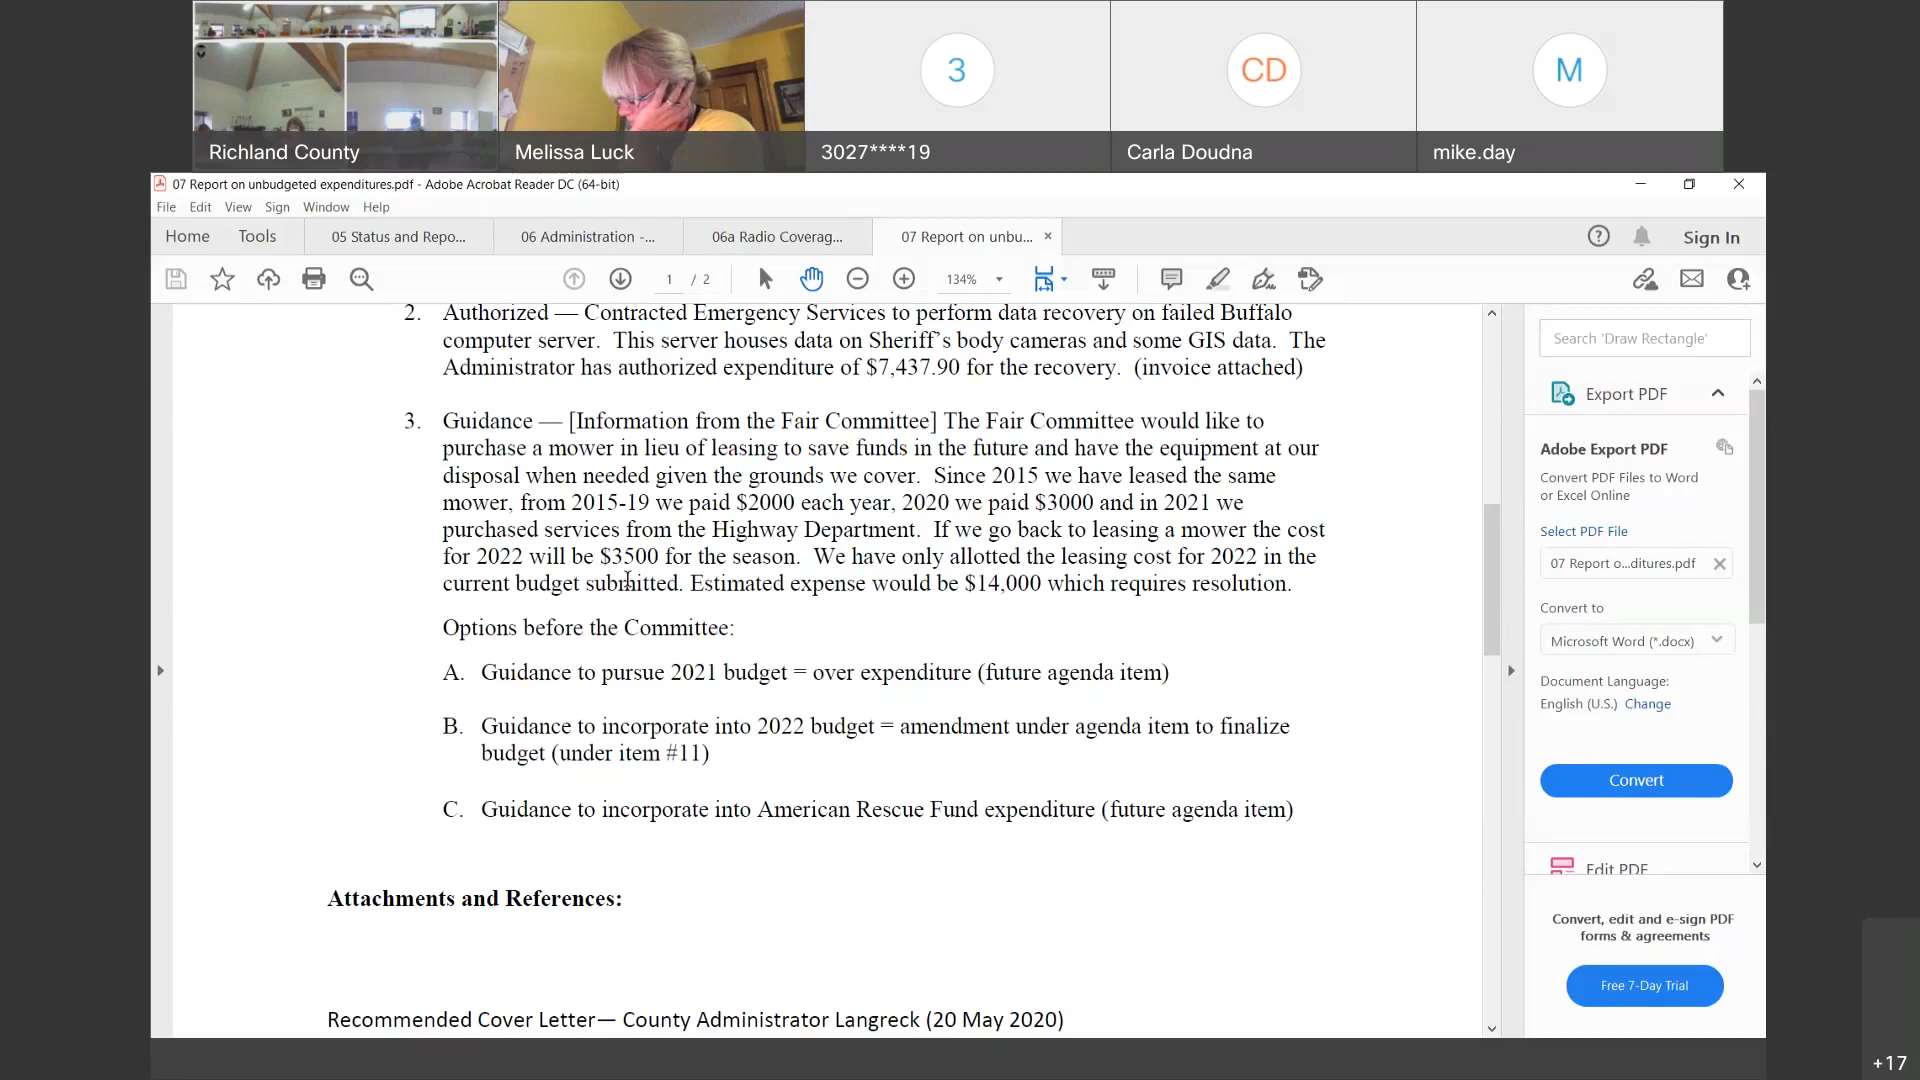 3
CD
M
Richland County
Melissa Luck
3027****19
Carla Doudna
mike.day
07 Report on unbudgeted expenditures.pdf - Adobe Acrobat Reader DC (64-bit)
File Edit View Sign Window Help
Home Tools 05 Status and Repo... 06 Administration -... 06a Radio Coverag... 07 Report on unbu... ×
Sign In
1 / 2
134%
2. Authorized — Contracted Emergency Services to perform data recovery on failed Buffalo
computer server. This server houses data on Sheriff's body cameras and some GIS data. The
Administrator has authorized expenditure of $7,437.90 for the recovery. (invoice attached)
3. Guidance — [Information from the Fair Committee] The Fair Committee would like to
purchase a mower in lieu of leasing to save funds in the future and have the equipment at our
disposal when needed given the grounds we cover. Since 2015 we have leased the same
mower, from 2015-19 we paid $2000 each year, 2020 we paid $3000 and in 2021 we
purchased services from the Highway Department. If we go back to leasing a mower the cost
for 2022 will be $3500 for the season. We have only allotted the leasing cost for 2022 in the
current budget submitted. Estimated expense would be $14,000 which requires resolution.
Options before the Committee:
A. Guidance to pursue 2021 budget = over expenditure (future agenda item)
B. Guidance to incorporate into 2022 budget = amendment under agenda item to finalize
budget (under item #11)
C. Guidance to incorporate into American Rescue Fund expenditure (future agenda item)
Attachments and References:
Recommended Cover Letter— County Administrator Langreck (20 May 2020)
Search 'Draw Rectangle'
Export PDF
Adobe Export PDF
Convert PDF Files to Word
or Excel Online
Select PDF File
07 Report o...ditures.pdf
Convert to
Microsoft Word (*.docx)
Document Language:
English (U.S.) Change
Convert
Edit PDF
Convert, edit and e-sign PDF
forms & agreements
Free 7-Day Trial
+17